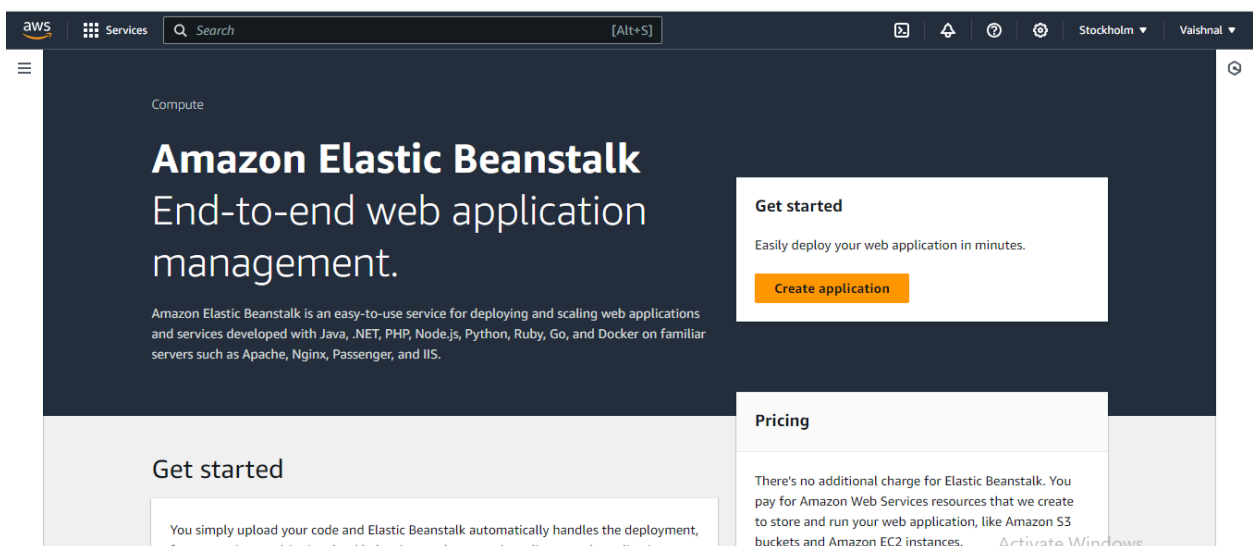 aws
Services
Search
[Alt+S]
Stockholm ▼
Vaishnal ▼
Compute
Amazon Elastic Beanstalk
End-to-end web application
management.
Amazon Elastic Beanstalk is an easy-to-use service for deploying and scaling web applications
and services developed with Java, .NET, PHP, Node.js, Python, Ruby, Go, and Docker on familiar
servers such as Apache, Nginx, Passenger, and IIS.
Get started
Easily deploy your web application in minutes.
Create application
Pricing
There's no additional charge for Elastic Beanstalk. You
pay for Amazon Web Services resources that we create
to store and run your web application, like Amazon S3
buckets and Amazon EC2 instances.
Get started
You simply upload your code and Elastic Beanstalk automatically handles the deployment,
Activate Windows